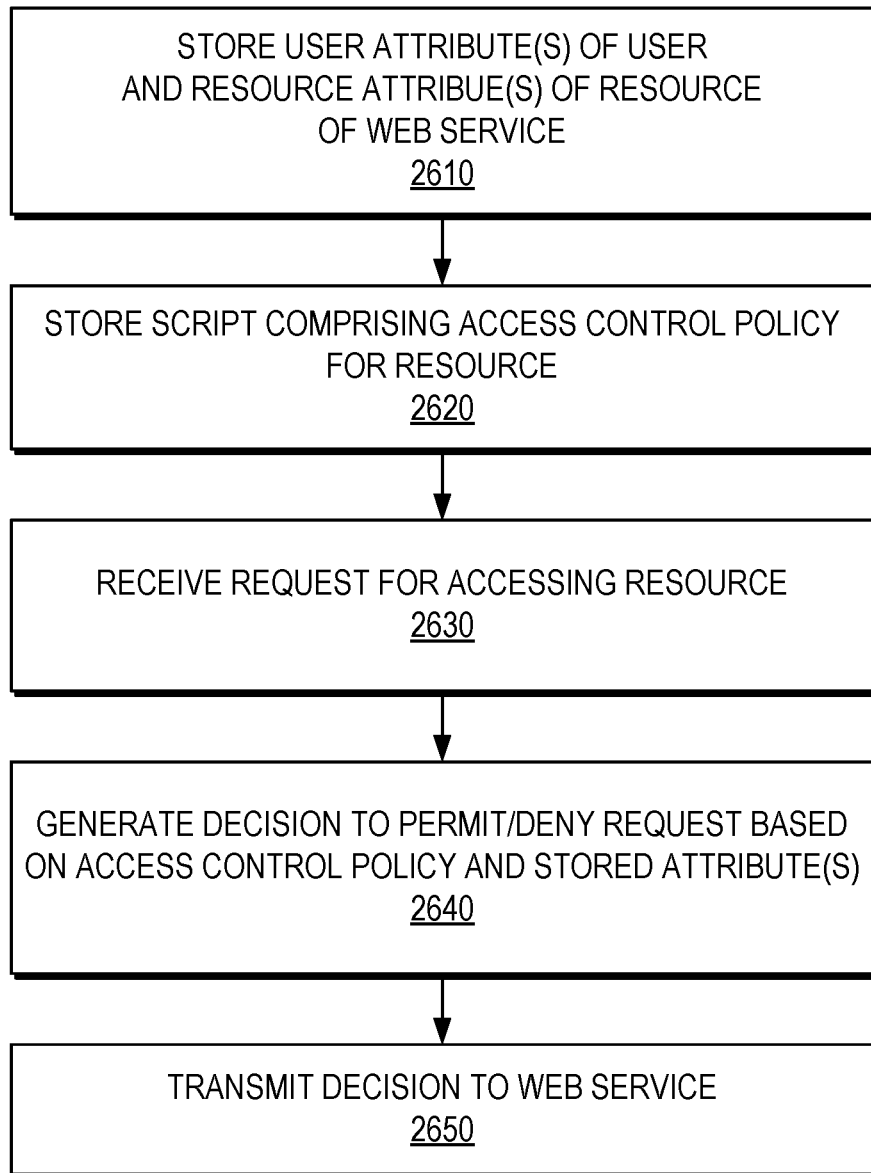 STORE USER ATTRIBUTE(S) OF USER
AND RESOURCE ATTRIBUE(S) OF RESOURCE
OF WEB SERVICE
2610
STORE SCRIPT COMPRISING ACCESS CONTROL POLICY
FOR RESOURCE
2620
RECEIVE REQUEST FOR ACCESSING RESOURCE
2630
GENERATE DECISION TO PERMIT/DENY REQUEST BASED
ON ACCESS CONTROL POLICY AND STORED ATTRIBUTE(S)
2640
TRANSMIT DECISION TO WEB SERVICE
2650